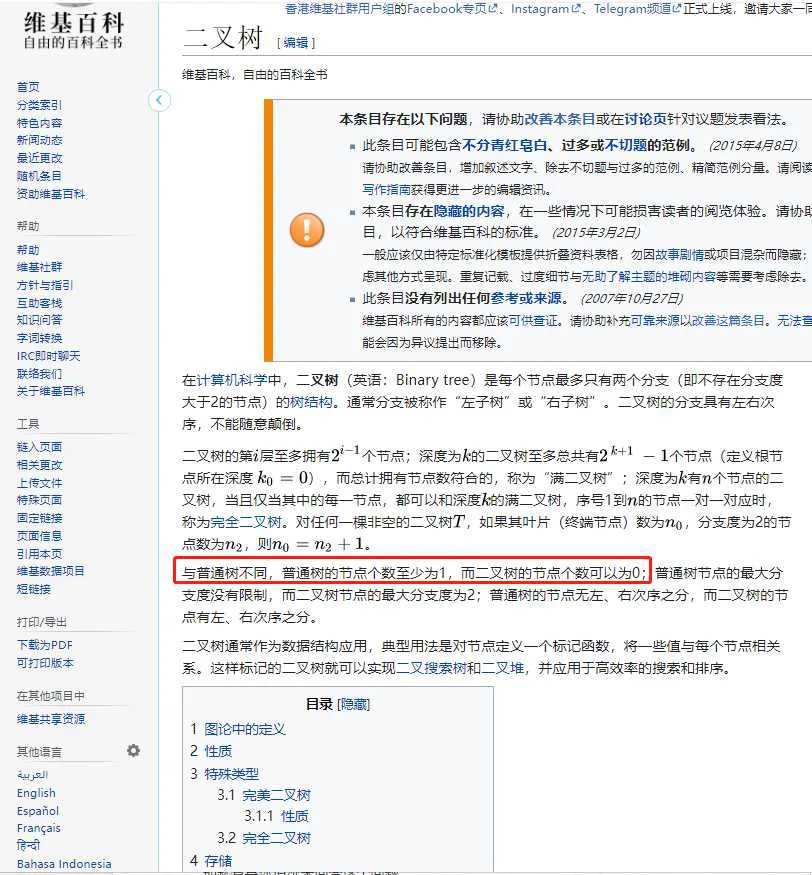 维基百科
自由的百科全书
首页
分类索引
特色内容
新闻动态
最近更改
随机条目
资助维基百科
帮助
帮助
维基社群
方针与指引
互助客栈
知识问答
字词转换
IRC即时聊天
联络我们
关于维基百科
工具
链入页面
相关更改
上传文件
特殊页面
固定链接
页面信息
引用本页
维基数据项目
短链接
打印/导出
下载为PDF
可打印版本
在其他项目中
维基共享资源
其他语言
العربية
English
Español
Français
हिन्दी
Bahasa Indonesia
香港维基社群用户组的Facebook专页、Instagram、Telegram频道正式上线，邀请大家一同
二叉树 [编辑]
维基百科，自由的百科全书
本条目存在以下问题，请协助改善本条目或在讨论页针对议题发表看法。
此条目可能包含不分青红皂白、过多或不切题的范例。 (2015年4月8日)
请协助改善条目，增加叙述文字、除去不切题与过多的范例、精简范例分量。请阅读
写作指南获得更进一步的编辑资讯。
本条目存在隐藏的内容，在一些情况下可能损害读者的阅览体验。请协助
目，以符合维基百科的标准。 (2015年3月2日)
一般应该仅由特定标准化模板提供折叠资料表格，勿因故事剧情或项目混杂而隐藏；
虑其他方式呈现。重复记载、过度细节与无助了解主题的堆砌内容等需要考虑除去。
此条目没有列出任何参考或来源。 (2007年10月27日)
维基百科所有的内容都应该可供查证。请协助补充可靠来源以改善这篇条目。无法查
能会因为异议提出而移除。
在计算机科学中，二叉树（英语：Binary tree）是每个节点最多只有两个分支（即不存在分支度
大于2的节点）的树结构。通常分支被称作“左子树”或“右子树”。二叉树的分支具有左右次
序，不能随意颠倒。
二叉树的第i层至多拥有2^{i-1}个节点；深度为k的二叉树至多总共有2^{k+1} − 1个节点（定义根节
点所在深度 k₀ = 0），而总计拥有节点数符合的，称为“满二叉树”；深度为k有n个节点的二
叉树，当且仅当其中的每一节点，都可以和深度k的满二叉树，序号1到n的节点一对一对应时，
称为完全二叉树。对任何一棵非空的二叉树T，如果其叶片（终端节点）数为n₀，分支度为2的节
点数为n₂，则n₀ = n₂ + 1。
与普通树不同，普通树的节点个数至少为1，而二叉树的节点个数可以为0；普通树节点的最大分
支度没有限制，而二叉树节点的最大分支度为2；普通树的节点无左、右次序之分，而二叉树的节
点有左、右次序之分。
二叉树通常作为数据结构应用，典型用法是对节点定义一个标记函数，将一些值与每个节点相关
系。这样标记的二叉树就可以实现二叉搜索树和二叉堆，并应用于高效率的搜索和排序。
目录 [隐藏]
1 图论中的定义
2 性质
3 特殊类型
3.1 完美二叉树
3.1.1 性质
3.2 完全二叉树
4 存储